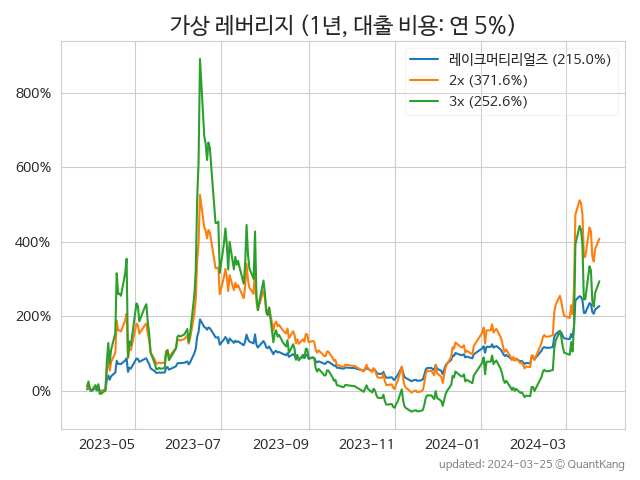 가상 레버리지 (1년, 대출 비용: 연 5%)
레이크머티리얼즈 (215.0%)
2x (371.6%)
3x (252.6%)
800%
600%
400%
200%
0%
2023-05 2023-07 2023-09 2023-11 2024-01 2024-03
updated: 2024-03-25 © QuantKang